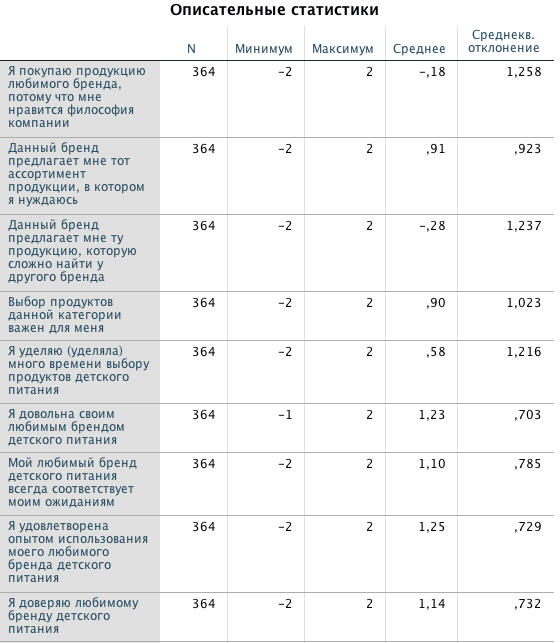 Описательные статистики
N Минимум Максимум Среднее Среднекв. отклонение
Я покупаю продукцию 364 −2 2 −,18 1,258
любимого бренда,
потому что мне
нравится философия
компании
Данный бренд 364 −2 2 ,91 ,923
предлагает мне тот
ассортимент
продукции, в котором
я нуждаюсь
Данный бренд 364 −2 2 −,28 1,237
предлагает мне ту
продукцию, которую
сложно найти у
другого бренда
Выбор продуктов 364 −2 2 ,90 1,023
данной категории
важен для меня
Я уделяю (уделяла) 364 −2 2 ,58 1,216
много времени выбору
продуктов детского
питания
Я довольна своим 364 −1 2 1,23 ,703
любимым брендом
детского питания
Мой любимый бренд 364 −2 2 1,10 ,785
детского питания
всегда соответствует
моим ожиданиям
Я удовлетворена 364 −2 2 1,25 ,729
опытом использования
моего любимого
бренда детского
питания
Я доверяю любимому 364 −2 2 1,14 ,732
бренду детского
питания